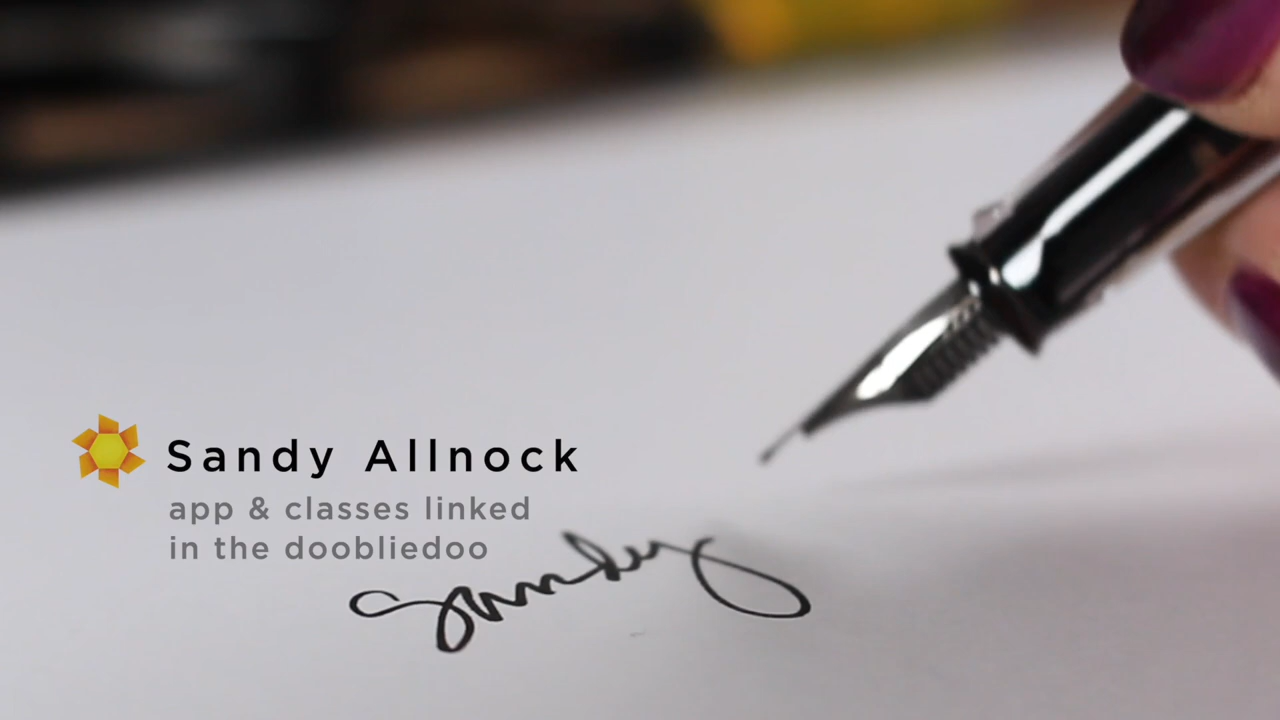 Sandy Allnock
app & classes linked
in the doobliedoo
Sandy